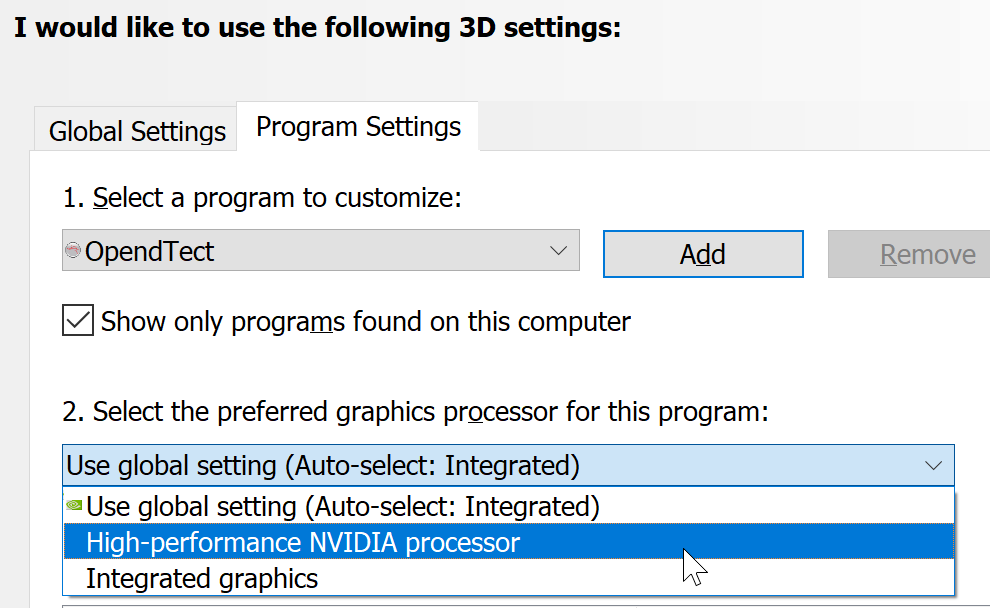 I would like to use the following 3D settings:
Global Settings
Program Settings
1. Select a program to customize:
OpendTect
Add
Remove
Show only programs found on this computer
2. Select the preferred graphics processor for this program:
Use global setting (Auto-select: Integrated)
Use global setting (Auto-select: Integrated)
High-performance NVIDIA processor
Integrated graphics